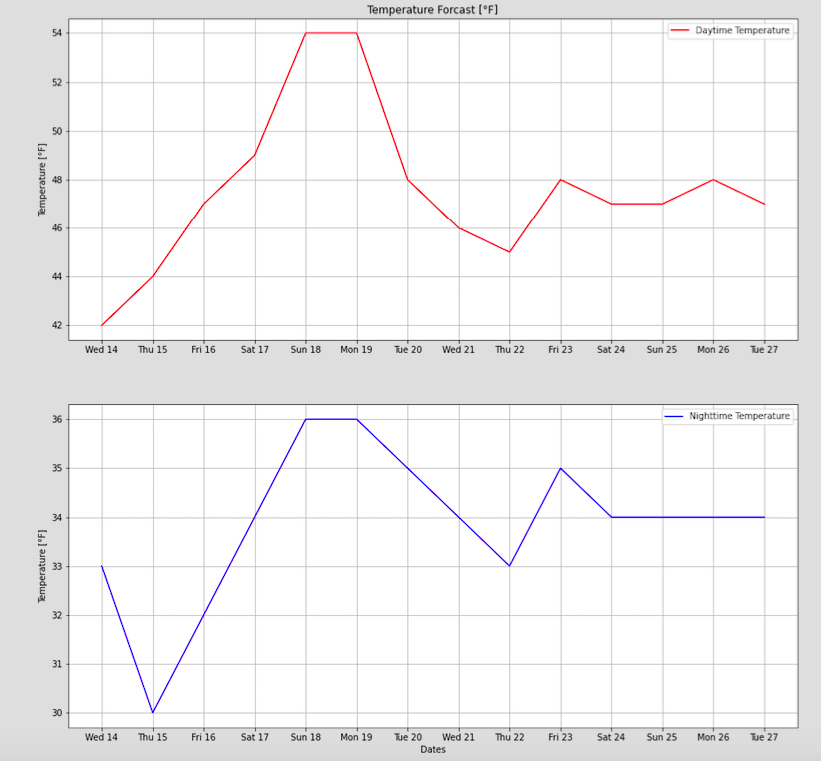 Temperature Forcast [°F]
Daytime Temperature
Temperature [°F]
54
52
50
48
46
44
42
Wed 14 Thu 15 Fri 16 Sat 17 Sun 18 Mon 19 Tue 20 Wed 21 Thu 22 Fri 23 Sat 24 Sun 25 Mon 26 Tue 27
Nighttime Temperature
Temperature [°F]
36
35
34
33
32
31
30
Wed 14 Thu 15 Fri 16 Sat 17 Sun 18 Mon 19 Tue 20 Wed 21 Thu 22 Fri 23 Sat 24 Sun 25 Mon 26 Tue 27
Dates